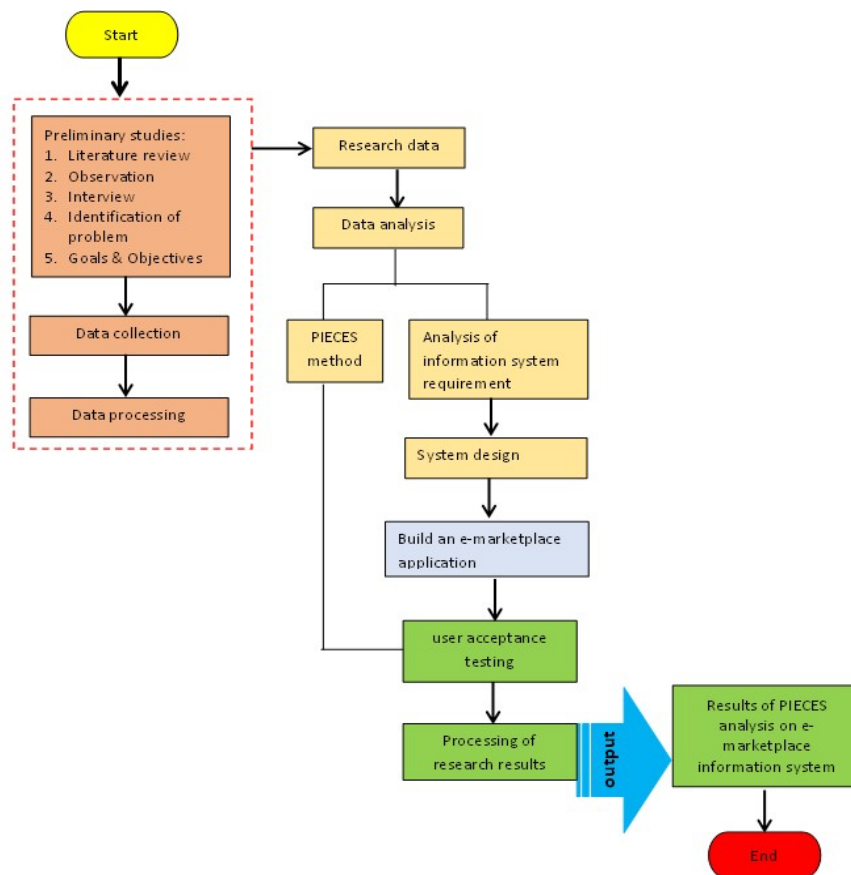 Start
Preliminary studies:
1. Literature review
2. Observation
3. Interview
4. Identification of
problem
5. Goals & Objectives
Data collection
Data processing
Research data
Data analysis
PIECES
method
Analysis of
information system
requirement
System design
Build an e-marketplace
application
user acceptance
testing
Processing of
research results
output
Results of PIECES
analysis on e-
marketplace
information system
End